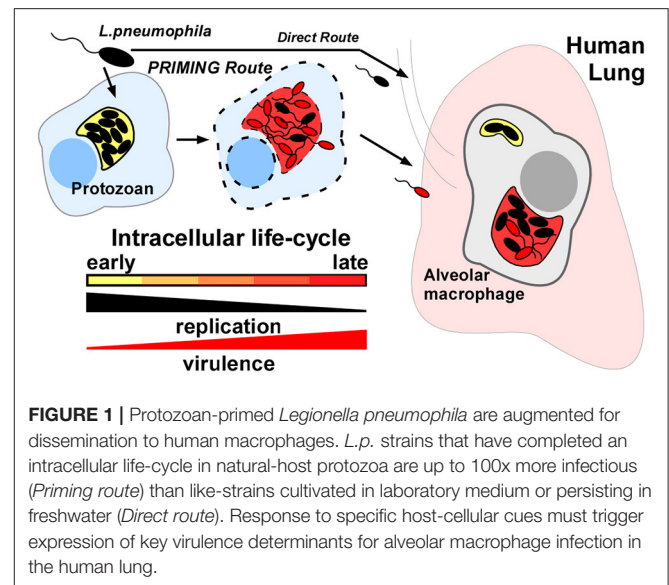 L.pneumophila
Direct Route
Human
Lung
PRIMING Route
Protozoan
Intracellular life-cycle
early late
Alveolar
macrophage
replication
virulence
FIGURE 1 | Protozoan-primed Legionella pneumophila are augmented for
dissemination to human macrophages. L.p. strains that have completed an
intracellular life-cycle in natural-host protozoa are up to 100x more infectious
(Priming route) than like-strains cultivated in laboratory medium or persisting in
freshwater (Direct route). Response to specific host-cellular cues must trigger
expression of key virulence determinants for alveolar macrophage infection in
the human lung.